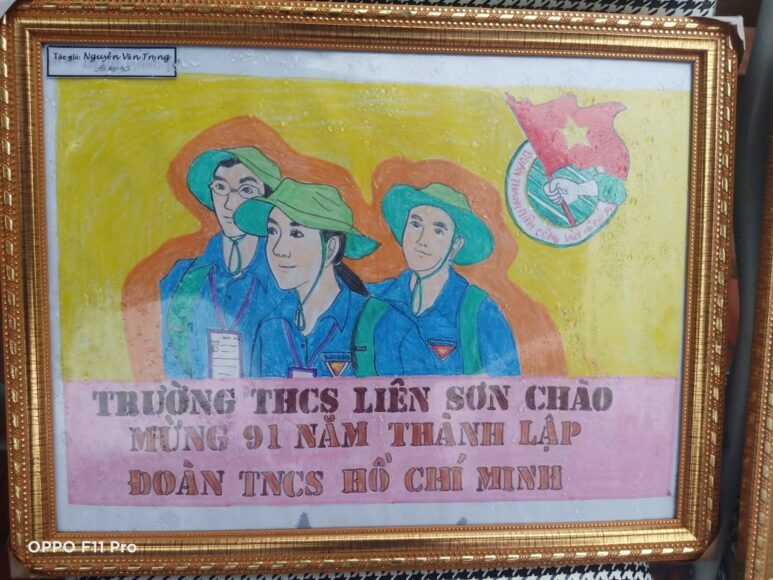 Tác giả: Nguyễn Văn Trọng
TRƯỜNG THCS LIÊN SƠN CHÀO
MỪNG 91 NĂM THÀNH LẬP
ĐOÀN TNCS HỒ CHÍ MINH
OPPO F11 Pro